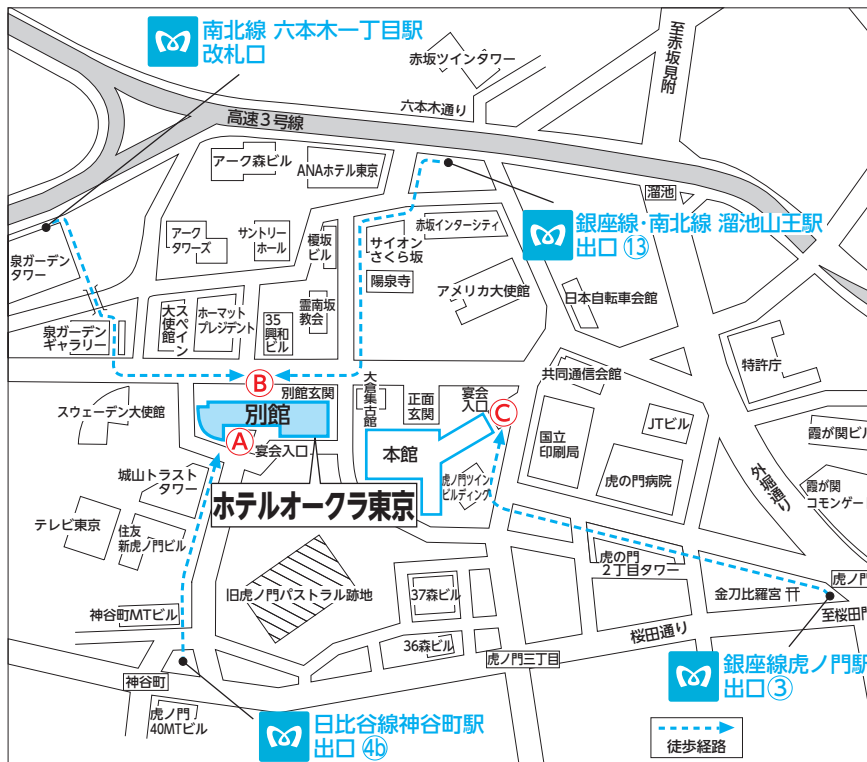 南北線 六本木一丁目駅
改札口
赤坂ツインタワー
至赤坂見附
六本木通り
高速3号線
アーク森ビル
ANAホテル東京
溜池
銀座線・南北線 溜池山王駅
出口⑬
アーク
タワーズ
サントリー
ホール
榎坂
ビル
サイオン
さくら坂
赤坂インターシティ
泉ガーデン
タワー
陽泉寺
アメリカ大使館
日本自転車会館
スペイン
大使館
ホーマット
プレジデント
霊南坂
教会
35
興和
ビル
泉ガーデン
ギャラリー
特許庁
共同通信会館
Ⓑ
別館玄関
大倉集古館
正面
玄関
宴会
入口
Ⓒ
スウェーデン大使館
別館
Ⓐ
宴会入口
本館
国立
印刷局
JTビル
霞が関ビル
虎の門病院
外堀通り
霞が関
コモンゲー
城山トラスト
タワー
虎ノ門ツイン
ビルディング
ホテルオークラ東京
テレビ東京
住友
新虎ノ門ビル
虎の門
2丁目タワー
旧虎ノ門パストラル跡地
37森ビル
金刀比羅宮
虎ノ門
至桜田門
神谷町MTビル
桜田通り
36森ビル
虎ノ門三丁目
銀座線虎ノ門駅
出口③
神谷町
虎ノ門
40MTビル
日比谷線神谷町駅
出口 4b
徒歩経路